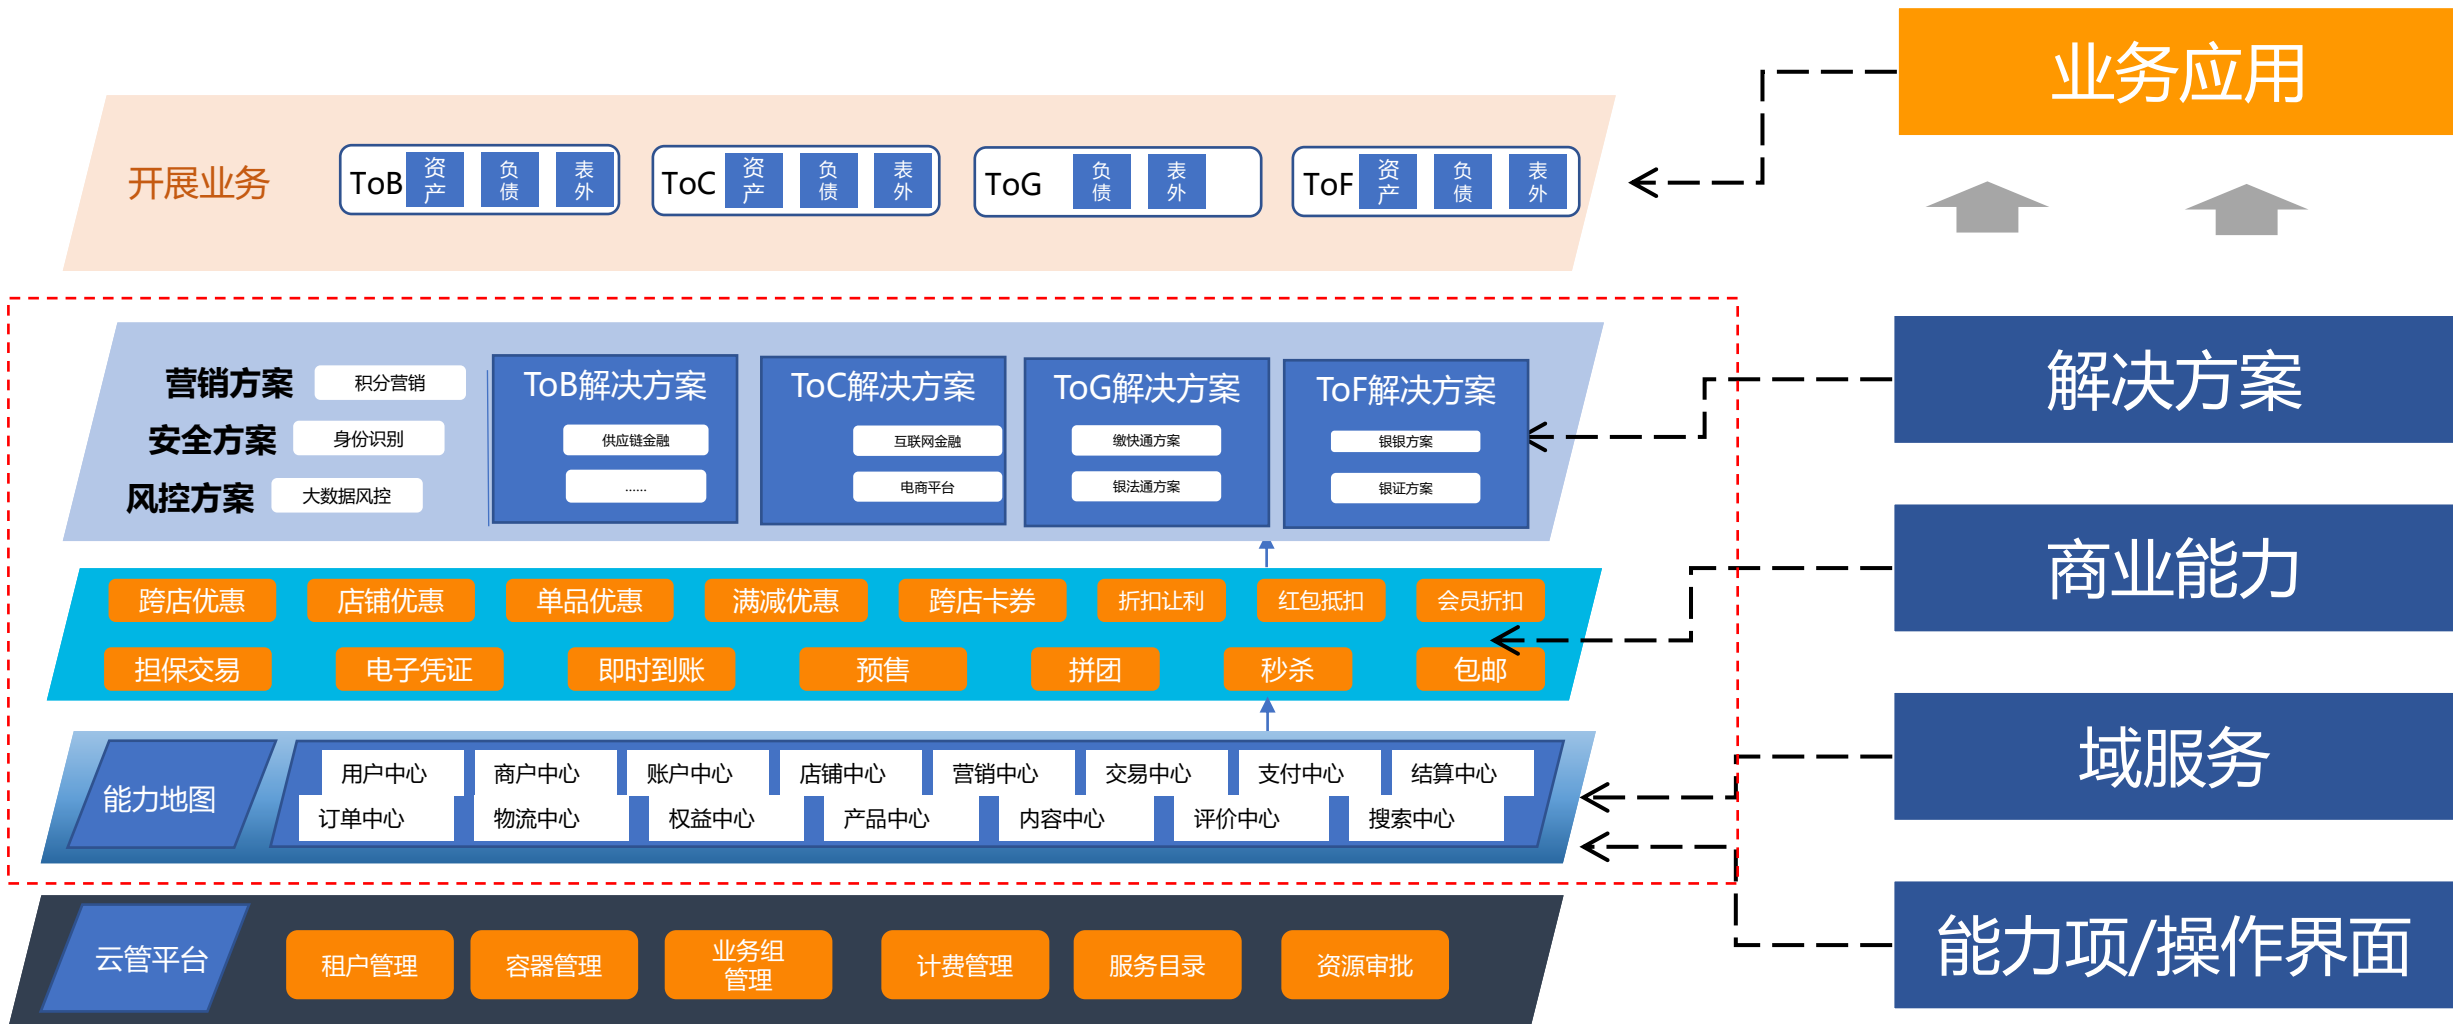 业务应用
开展业务
ToB 资产 负债 表外
ToC 资产 负债 表外
ToG 负债 表外
ToF 资产 负债 表外
营销方案 积分营销
安全方案 身份识别
风控方案 大数据风控
ToB解决方案
供应链金融
......
ToC解决方案
互联网金融
电商平台
ToG解决方案
缴快通方案
银法通方案
ToF解决方案
银银方案
银证方案
解决方案
跨店优惠 店铺优惠 单品优惠 满减优惠 跨店卡券 折扣让利 红包抵扣 会员折扣
担保交易 电子凭证 即时到账 预售 拼团 秒杀 包邮
商业能力
能力地图
用户中心 商户中心 账户中心 店铺中心 营销中心 交易中心 支付中心 结算中心
订单中心 物流中心 权益中心 产品中心 内容中心 评价中心 搜索中心
域服务
云管平台
租户管理 容器管理 业务组管理 计费管理 服务目录 资源审批
能力项/操作界面